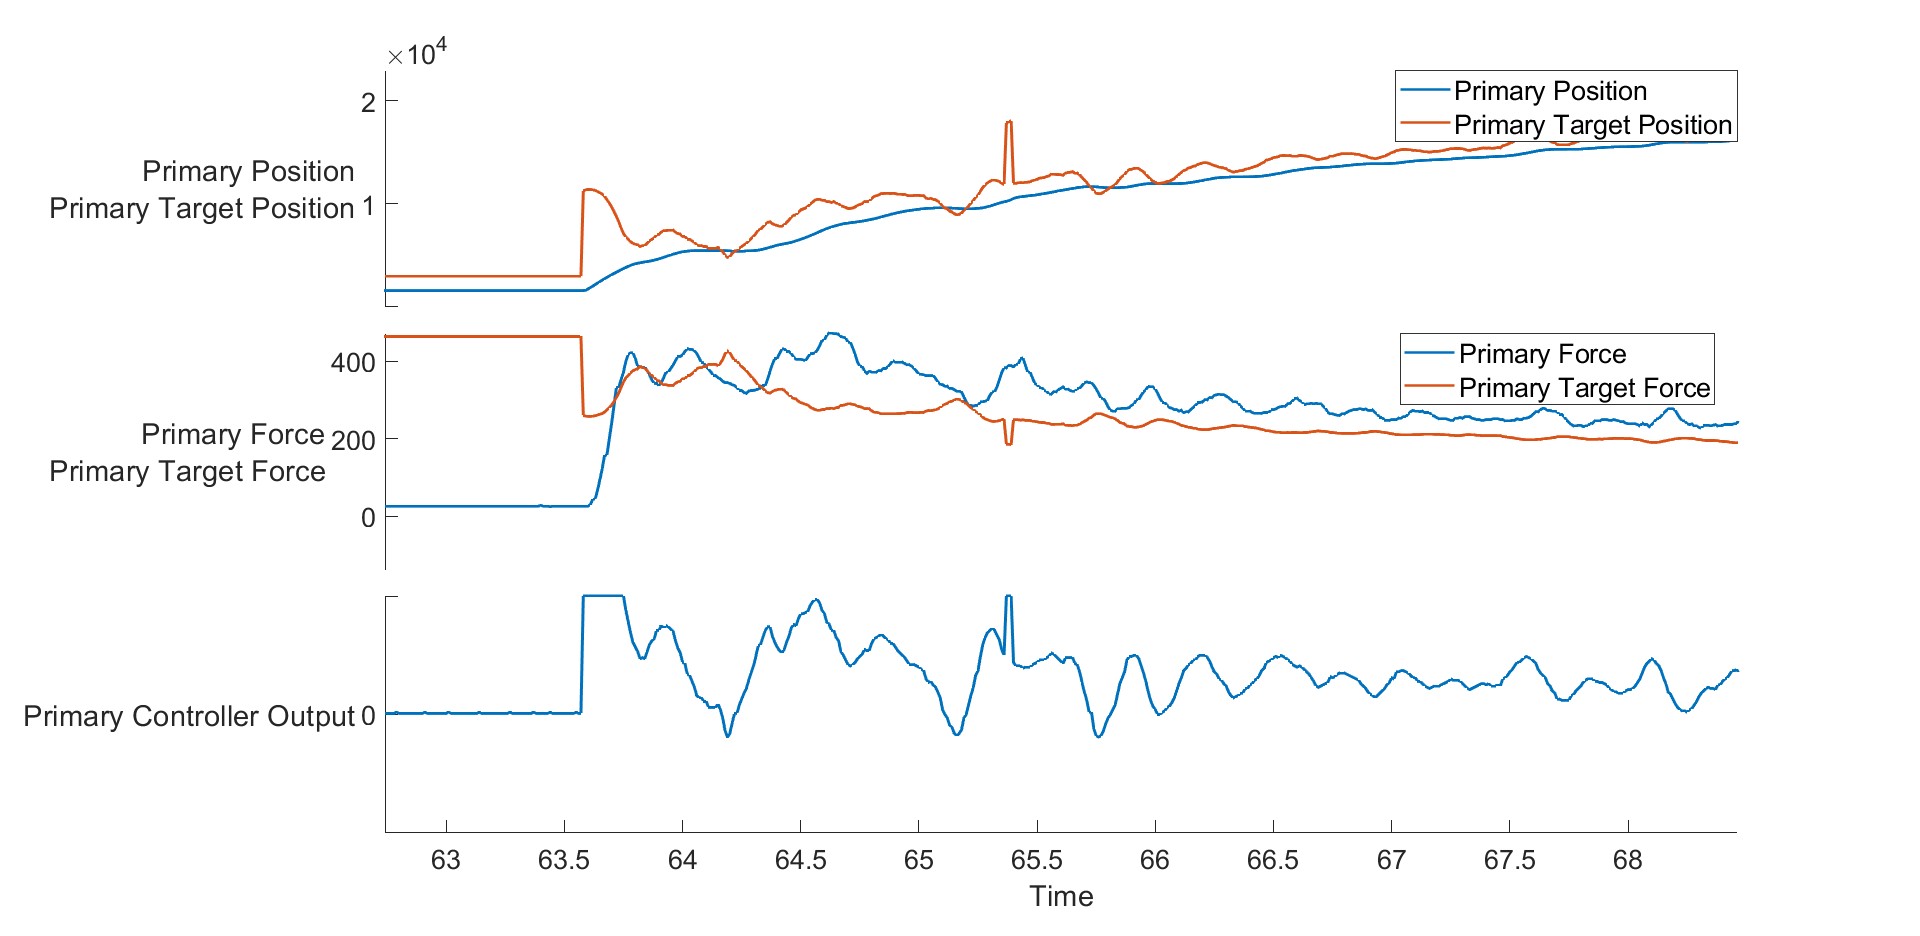 ×10⁴
2
Primary Position
Primary Target Position 1
Primary Position
Primary Target Position
400
Primary Force 200
Primary Target Force
0
Primary Force
Primary Target Force
Primary Controller Output 0
63 63.5 64 64.5 65 65.5 66 66.5 67 67.5 68
Time